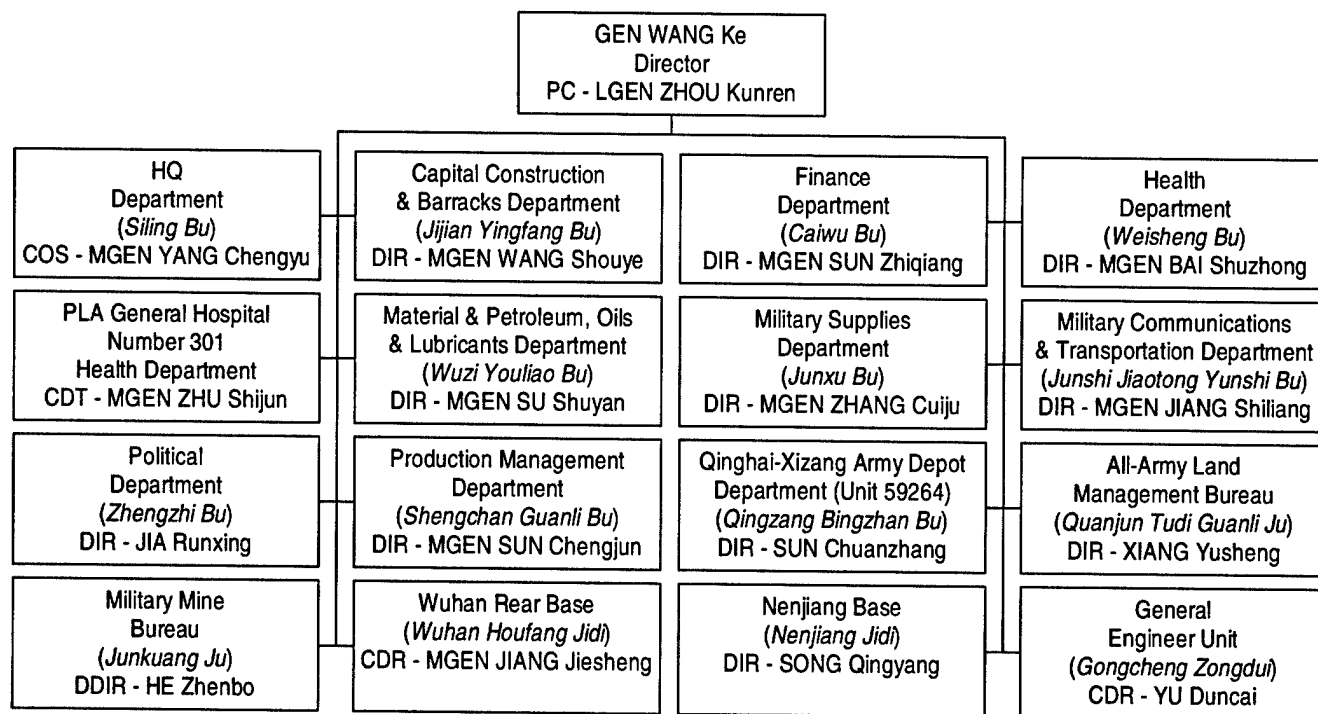 GEN WANG Ke
Director
PC - LGEN ZHOU Kunren
HQ
Department
(Siling Bu)
COS - MGEN YANG Chengyu
Capital Construction
& Barracks Department
(Jijian Yingfang Bu)
DIR - MGEN WANG Shouye
Finance
Department
(Caiwu Bu)
DIR - MGEN SUN Zhiqiang
Health
Department
(Weisheng Bu)
DIR - MGEN BAI Shuzhong
PLA General Hospital
Number 301
Health Department
CDT - MGEN ZHU Shijun
Material & Petroleum, Oils
& Lubricants Department
(Wuzi Youliao Bu)
DIR - MGEN SU Shuyan
Military Supplies
Department
(Junxu Bu)
DIR - MGEN ZHANG Cuiju
Military Communications
& Transportation Department
(Junshi Jiaotong Yunshi Bu)
DIR - MGEN JIANG Shiliang
Political
Department
(Zhengzhi Bu)
DIR - JIA Runxing
Production Management
Department
(Shengchan Guanli Bu)
DIR - MGEN SUN Chengjun
Qinghai-Xizang Army Depot
Department (Unit 59264)
(Qingzang Bingzhan Bu)
DIR - SUN Chuanzhang
All-Army Land
Management Bureau
(Quanjun Tudi Guanli Ju)
DIR - XIANG Yusheng
Military Mine
Bureau
(Junkuang Ju)
DDIR - HE Zhenbo
Wuhan Rear Base
(Wuhan Houfang Jidi)
CDR - MGEN JIANG Jiesheng
Nenjiang Base
(Nenjiang Jidi)
DIR - SONG Qingyang
General
Engineer Unit
(Gongcheng Zongdui)
CDR - YU Duncai